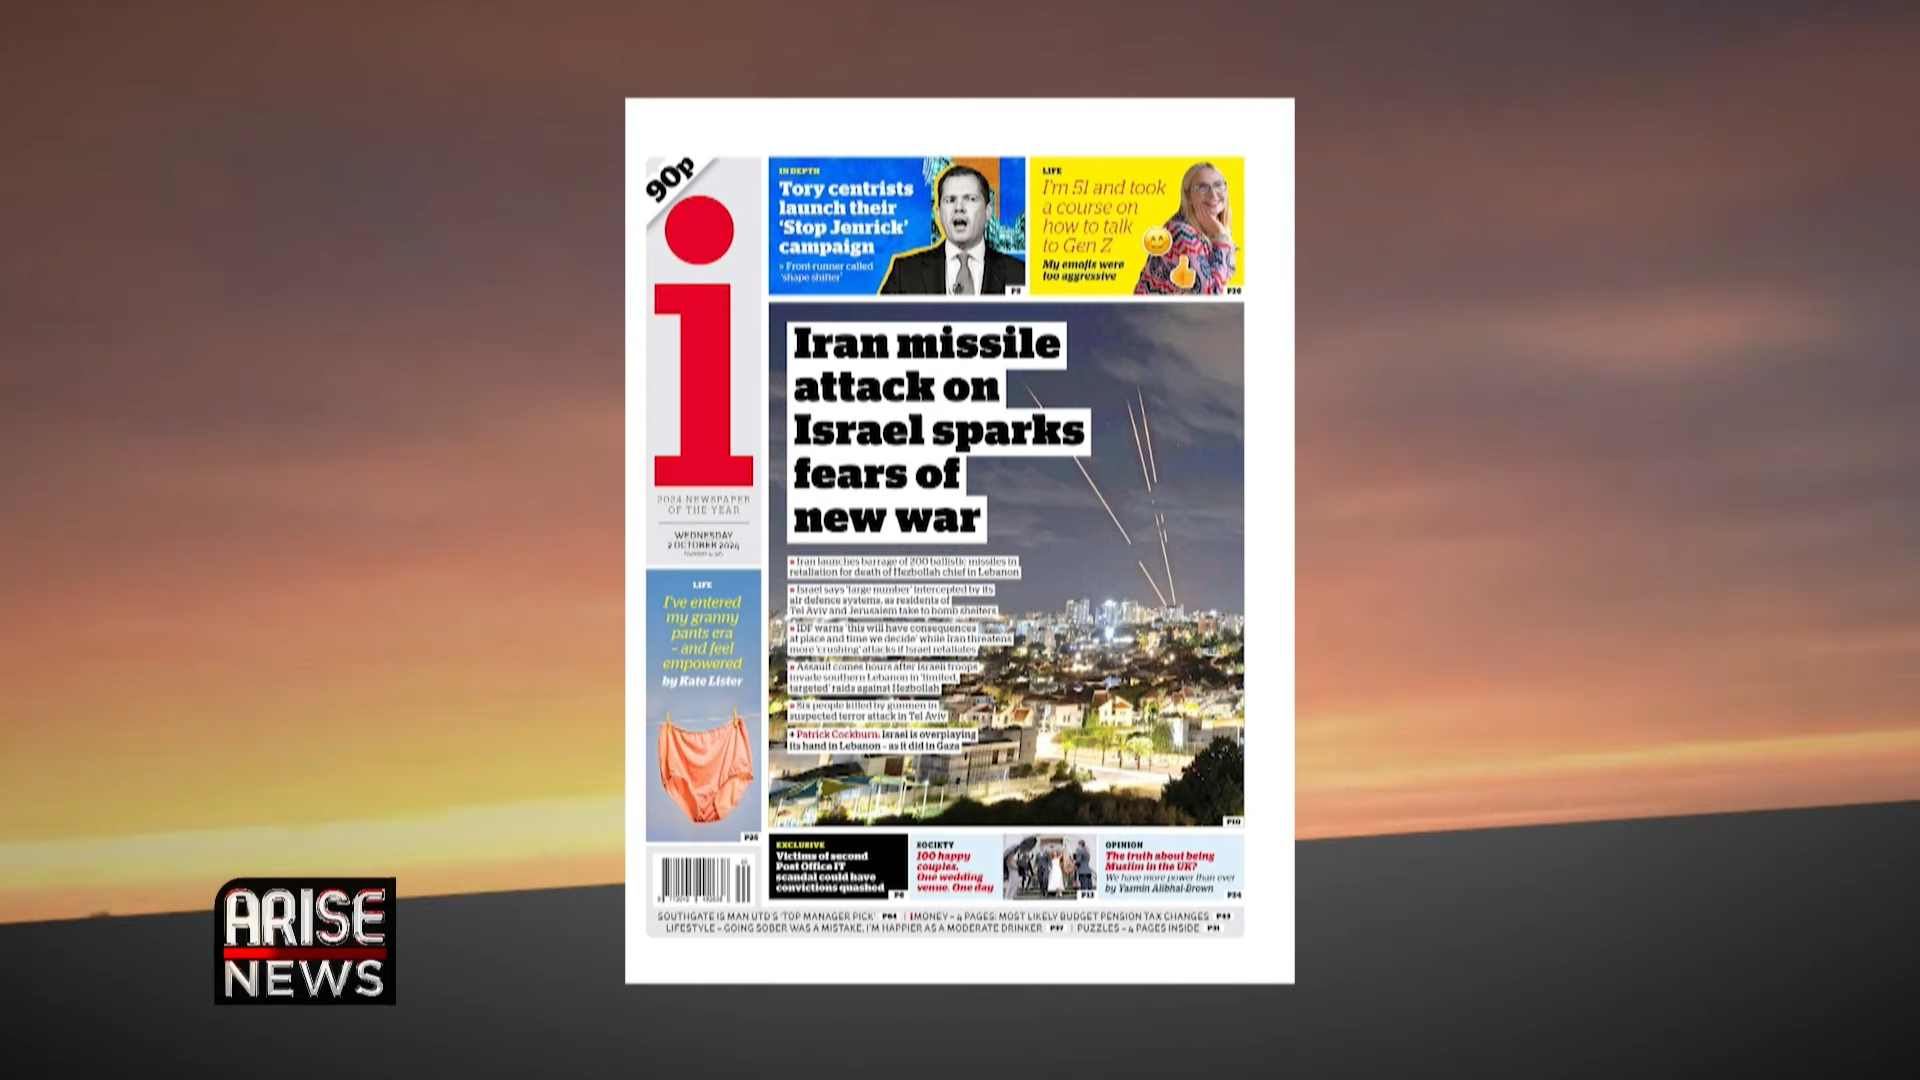 90p
i
2024 NEWSPAPER
OF THE YEAR
WEDNESDAY
2 OCTOBER 2024
IN DEPTH
Tory centrists
launch their
‘Stop Jenrick’
campaign
» Front-runner called
‘shape shifter’
P9
LIFE
I'm 51 and took
a course on
how to talk
to Gen Z
My emojis were
too aggressive
Iran missile
attack on
Israel sparks
fears of
new war
» Iran launches barrage of 200 ballistic missiles in
retaliation for death of Hezbollah chief in Lebanon
» Israel says ‘large number’ intercepted by its
air defence systems, as residents of
Tel Aviv and Jerusalem take to bomb shelters
» IDF warns ‘this will have consequences
at place and time we decide’ while Iran threatens
more ‘crushing’ attacks if Israel retaliates
» Assault comes hours after Israeli troops
invade southern Lebanon in ‘limited,
targeted’ raids against Hezbollah
» Six people killed by gunmen in
suspected terror attack in Tel Aviv
+ Patrick Cockburn: Israel is overplaying
its hand in Lebanon – as it did in Gaza
P10
LIFE
I've entered
my granny
pants era
– and feel
empowered
by Kate Lister
P25
EXCLUSIVE
Victims of second
Post Office IT
scandal could have
convictions quashed
P6
SOCIETY
100 happy
couples.
One wedding
venue. One day
P13
OPINION
The truth about being
Muslim in the UK?
We have more power than ever
by Yasmin Alibhai-Brown
P24
SOUTHGATE IS MAN UTD'S ‘TOP MANAGER PICK’ P64 | iMONEY – 4 PAGES: MOST LIKELY BUDGET PENSION TAX CHANGES P43
LIFESTYLE – GOING SOBER WAS A MISTAKE. I'M HAPPIER AS A MODERATE DRINKER P37 | PUZZLES – 4 PAGES INSIDE P31
ARISE
NEWS